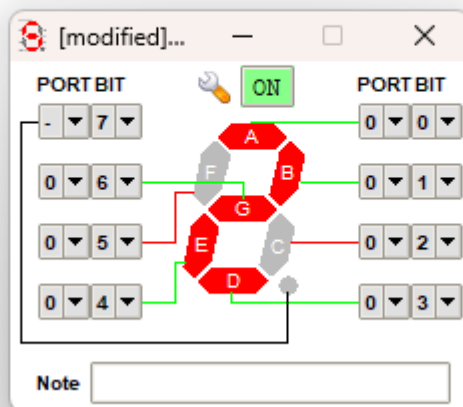 [modified]...
PORT BIT ON PORT BIT
- 7 A 0 0
F B
0 6 0 1
G
0 5 E C 0 2
D
0 4 0 3
Note